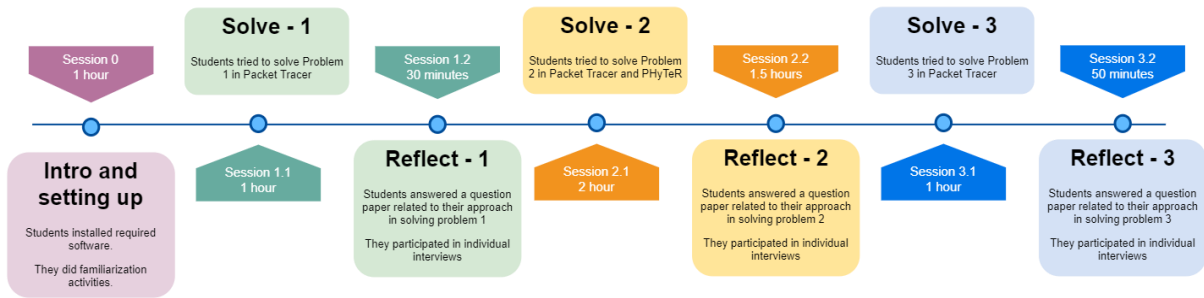 Session 0
1 hour
Intro and
setting up
Students installed required
software.
They did familiarization
activities.
Solve - 1
Students tried to solve Problem
1 in Packet Tracer
Session 1.1
1 hour
Session 1.2
30 minutes
Reflect - 1
Students answered a question
paper related to their approach
in solving problem 1
They participated in individual
interviews
Solve - 2
Students tried to solve Problem
2 in Packet Tracer and PHyTeR
Session 2.1
2 hour
Session 2.2
1.5 hours
Reflect - 2
Students answered a question
paper related to their approach
in solving problem 2
They participated in individual
interviews
Solve - 3
Students tried to solve Problem
3 in Packet Tracer
Session 3.1
1 hour
Session 3.2
50 minutes
Reflect - 3
Students answered a question
paper related to their approach
in solving problem 3
They participated in individual
interviews